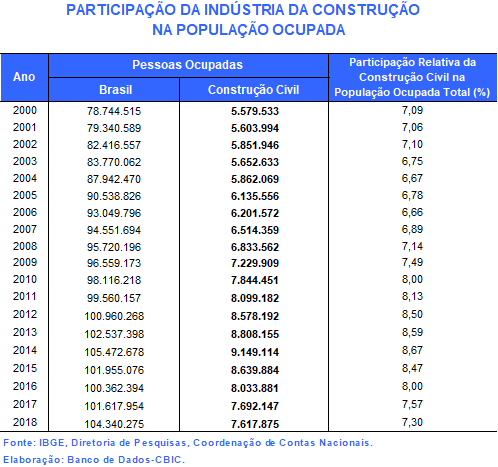 PARTICIPAÇÃO DA INDÚSTRIA DA CONSTRUÇÃO
NA POPULAÇÃO OCUPADA
Ano
Pessoas Ocupadas
Brasil Construção Civil
Participação Relativa da
Construção Civil na
População Ocupada Total (%)
2000 78.744.515 5.579.533 7,09
2001 79.340.589 5.603.994 7,06
2002 82.416.557 5.851.946 7,10
2003 83.770.062 5.652.633 6,75
2004 87.942.470 5.862.069 6,67
2005 90.538.826 6.135.556 6,78
2006 93.049.796 6.201.572 6,66
2007 94.551.694 6.514.359 6,89
2008 95.720.196 6.833.562 7,14
2009 96.559.173 7.229.909 7,49
2010 98.116.218 7.844.451 8,00
2011 99.560.157 8.099.182 8,13
2012 100.960.268 8.578.192 8,50
2013 102.537.398 8.808.155 8,59
2014 105.472.678 9.149.114 8,67
2015 101.955.076 8.639.884 8,47
2016 100.362.394 8.033.881 8,00
2017 101.617.954 7.692.147 7,57
2018 104.340.275 7.617.875 7,30
Fonte: IBGE, Diretoria de Pesquisas, Coordenação de Contas Nacionais.
Elaboração: Banco de Dados-CBIC.